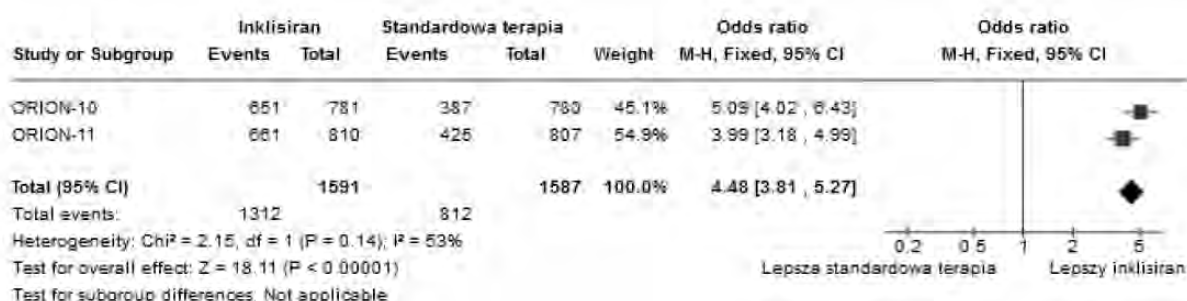 Inklisiran Standardowa terapia Odds ratio Odds ratio
Study or Subgroup Events Total Events Total Weight M-H, Fixed, 95% CI M-H, Fixed, 95% CI
ORION-10 651 781 387 780 45.1% 5.09 [4.02 , 6.43]
ORION-11 661 810 425 807 54.9% 3.99 [3.18 , 4.99]
Total (95% CI) 1591 1587 100.0% 4.48 [3.81 , 5.27]
Total events: 1312 812
Heterogeneity: Chi² = 2.15, df = 1 (P = 0.14); I² = 53%
Test for overall effect: Z = 18.11 (P < 0.00001)
Test for subgroup differences: Not applicable
0.2 0.5 1 2 5
Lepsza standardowa terapia Lepszy inklisiran